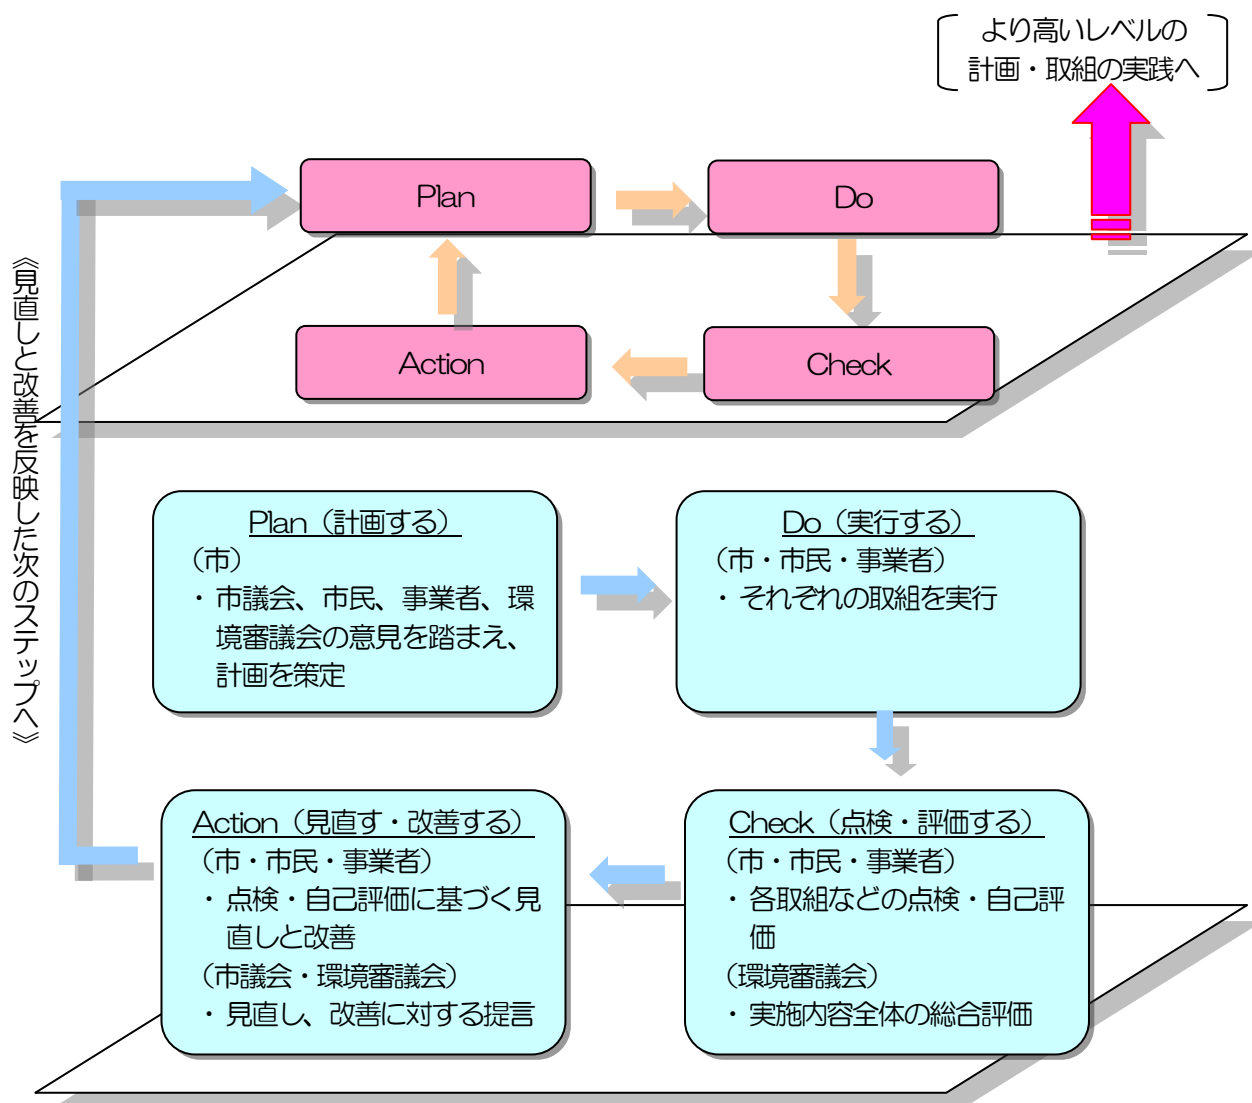 より高いレベルの
計画・取組の実践へ
Plan
Do
Action
Check
《見直しと改善を反映した次のステップへ》
Plan（計画する）
（市）
・市議会、市民、事業者、環
境審議会の意見を踏まえ、
計画を策定
Do（実行する）
（市・市民・事業者）
・それぞれの取組を実行
Action（見直す・改善する）
（市・市民・事業者）
・点検・自己評価に基づく見
直しと改善
（市議会・環境審議会）
・見直し、改善に対する提言
Check（点検・評価する）
（市・市民・事業者）
・各取組などの点検・自己評
価
（環境審議会）
・実施内容全体の総合評価